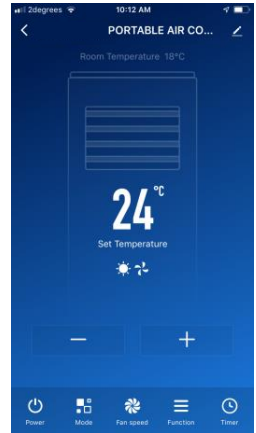 2degrees 10:12 AM
PORTABLE AIR CO...
Room Temperature 18°C
24°C
Set Temperature
− +
Power Mode Fan speed Function Timer